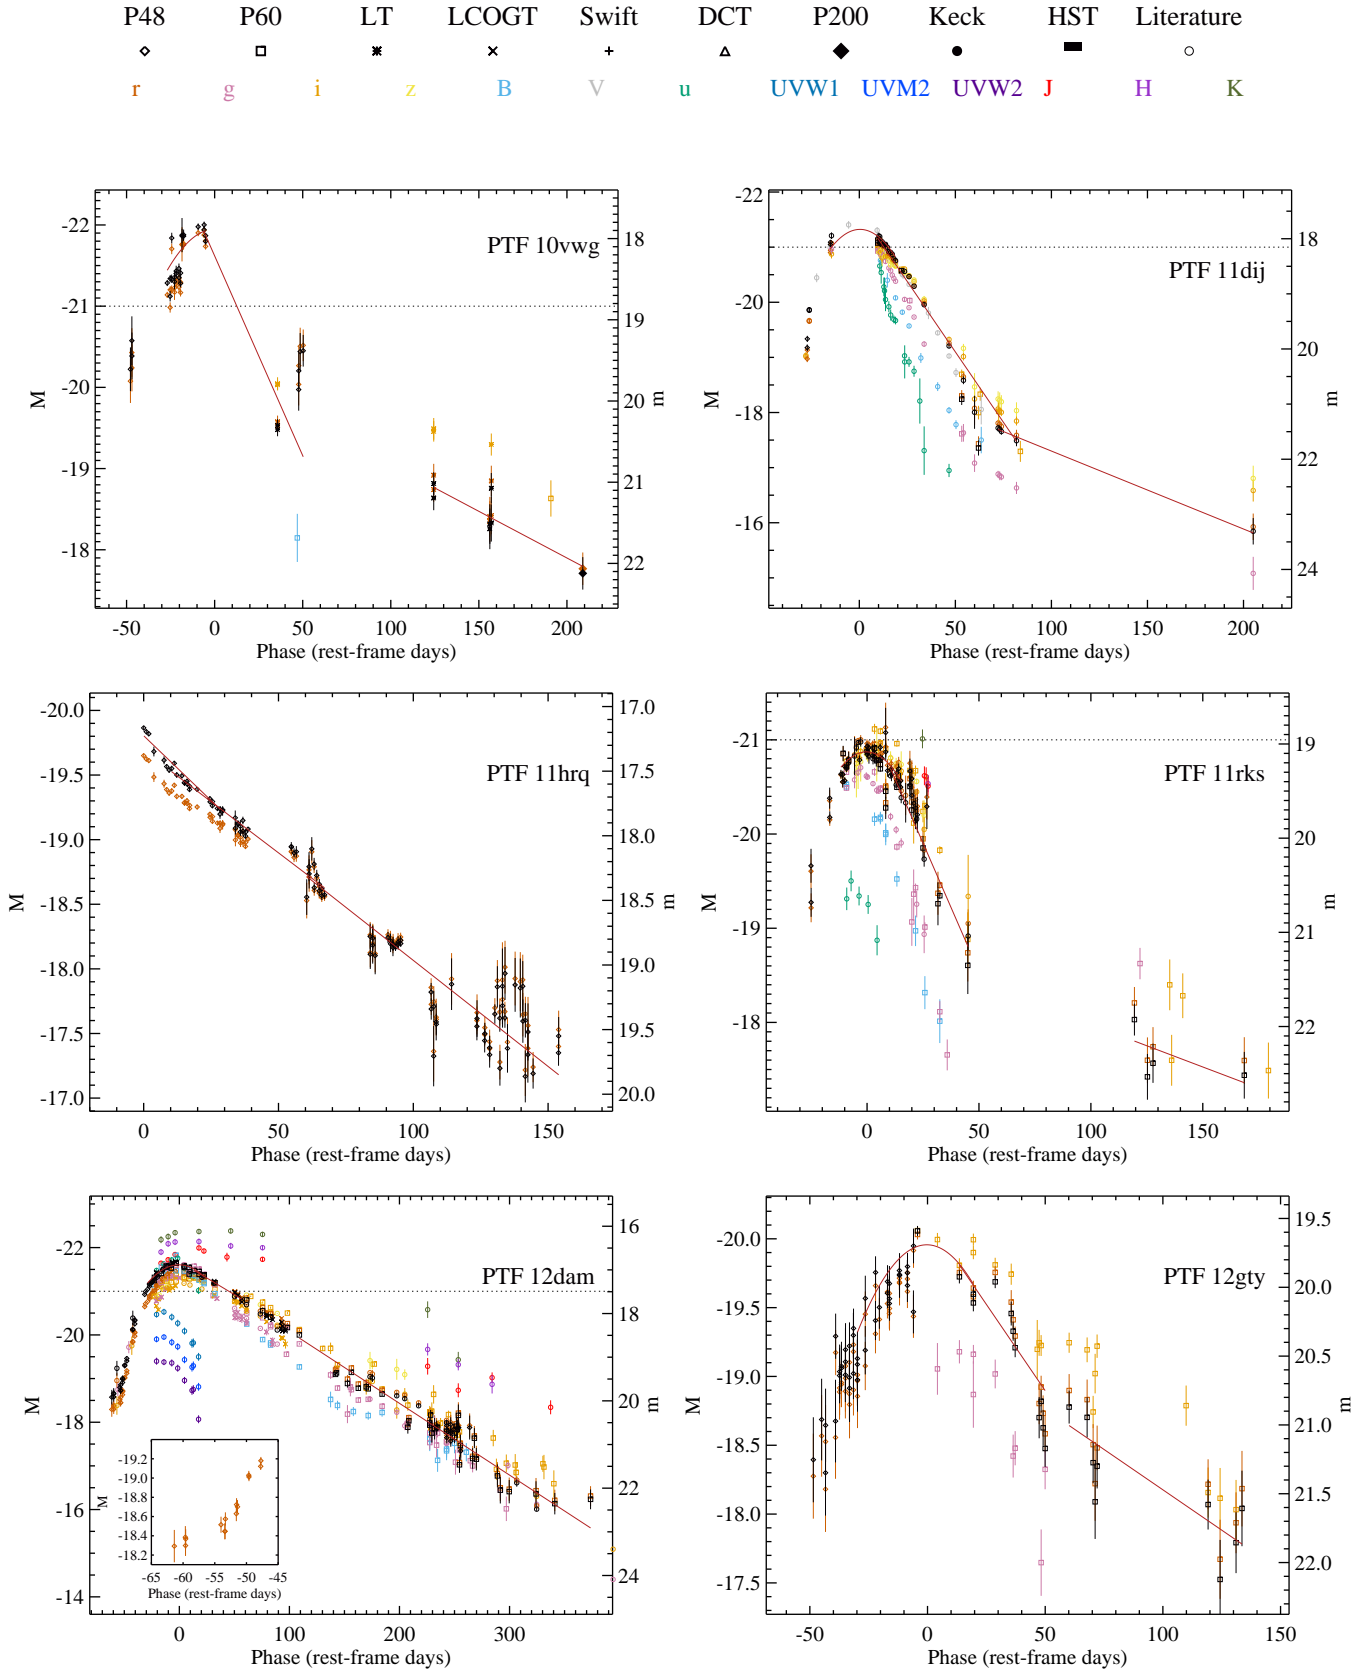 P48 P60 LT LCOGT Swift DCT P200 Keck HST Literature
r g i z B V u UVW1 UVM2 UVW2 J H K
PTF 10vwg
-22
-21
-20
-19
-18
M
18
19
20
21
22
m
-50 0 50 100 150 200
Phase (rest-frame days)
PTF 11dij
-22
-20
-18
-16
M
18
20
22
24
m
0 50 100 150 200
Phase (rest-frame days)
PTF 11hrq
-20.0
-19.5
-19.0
-18.5
-18.0
-17.5
-17.0
M
17.0
17.5
18.0
18.5
19.0
19.5
20.0
m
0 50 100 150
Phase (rest-frame days)
PTF 11rks
-21
-20
-19
-18
M
19
20
21
22
m
0 50 100 150
Phase (rest-frame days)
PTF 12dam
-22
-20
-18
-16
-14
M
16
18
20
22
24
m
0 100 200 300
Phase (rest-frame days)
-19.2
-19.0
-18.8
-18.6
-18.4
-18.2
M
-65 -60 -55 -50 -45
Phase (rest-frame days)
PTF 12gty
-20.0
-19.5
-19.0
-18.5
-18.0
-17.5
M
19.5
20.0
20.5
21.0
21.5
22.0
m
-50 0 50 100 150
Phase (rest-frame days)